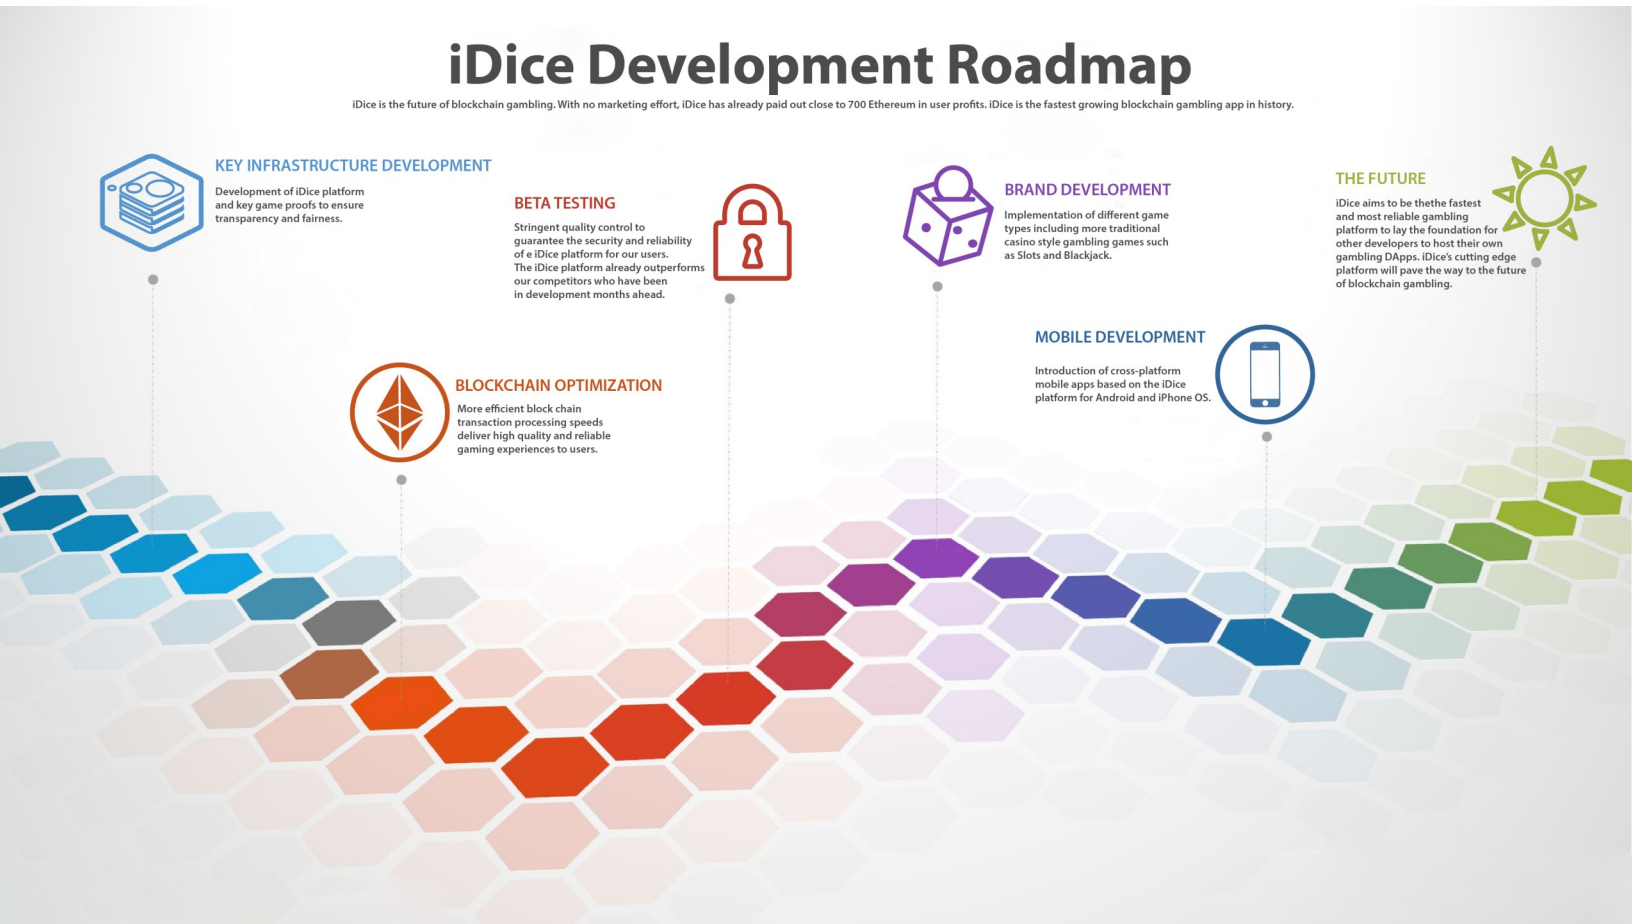 iDice Development Roadmap
iDice is the future of blockchain gambling. With no marketing effort, iDice has already paid out close to 700 Ethereum in user profits. iDice is the fastest growing blockchain gambling app in history.
KEY INFRASTRUCTURE DEVELOPMENT
Development of iDice platform
and key game proofs to ensure
transparency and fairness.
BLOCKCHAIN OPTIMIZATION
More efficient block chain
transaction processing speeds
deliver high quality and reliable
gaming experiences to users.
BETA TESTING
Stringent quality control to
guarantee the security and reliability
of e iDice platform for our users.
The iDice platform already outperforms
our competitors who have been
in development months ahead.
BRAND DEVELOPMENT
Implementation of different game
types including more traditional
casino style gambling games such
as Slots and Blackjack.
MOBILE DEVELOPMENT
Introduction of cross-platform
mobile apps based on the iDice
platform for Android and iPhone OS.
THE FUTURE
iDice aims to be thethe fastest
and most reliable gambling
platform to lay the foundation for
other developers to host their own
gambling DApps. iDice's cutting edge
platform will pave the way to the future
of blockchain gambling.